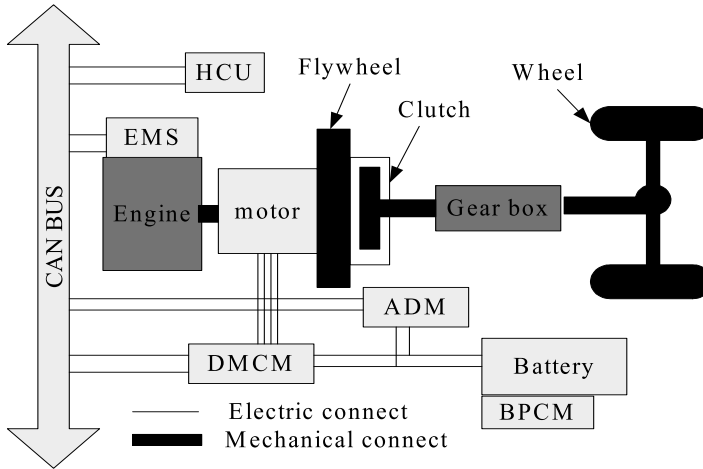 HCU
Flywheel
Wheel
Clutch
EMS
Engine
motor
Gear box
CAN BUS
ADM
DMCM
Battery
BPCM
Electric connect
Mechanical connect